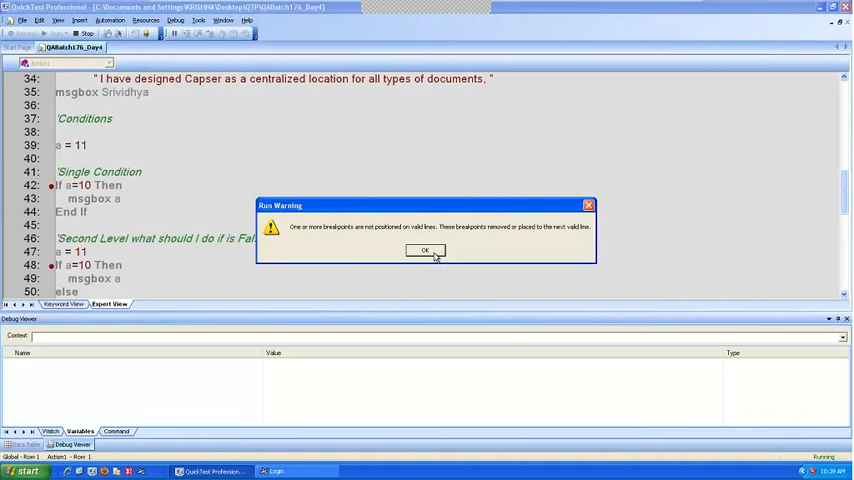 QuickTest Professional - [C:\Documents and Settings\KRISHNA\Desktop\QTP\QABatch176_Day4]
File Edit View Insert Automation Resources Debug Tools Window Help
Record Run Stop
Start Page QABatch176_Day4
Action1
34: " I have designed Capser as a centralized location for all types of documents, "
35: msgbox Srividhya
36:
37: 'Conditions
38:
39: a = 11
40:
41: 'Single Condition
42: If a=10 Then
43: msgbox a
44: End If
45:
46: 'Second Level what should I do if is Fal
47: a = 11
48: If a=10 Then
49: msgbox a
50: else
Run Warning
One or more breakpoints are not positioned on valid lines. These breakpoints removed or placed to the next valid line.
OK
Keyword View Expert View
Debug Viewer
Context:
Name Value Type
Watch Variables Command
Data Table Debug Viewer
Global - Row 1 Action1 - Row 1 Running
start QuickTest Profession... Login 10:39 AM